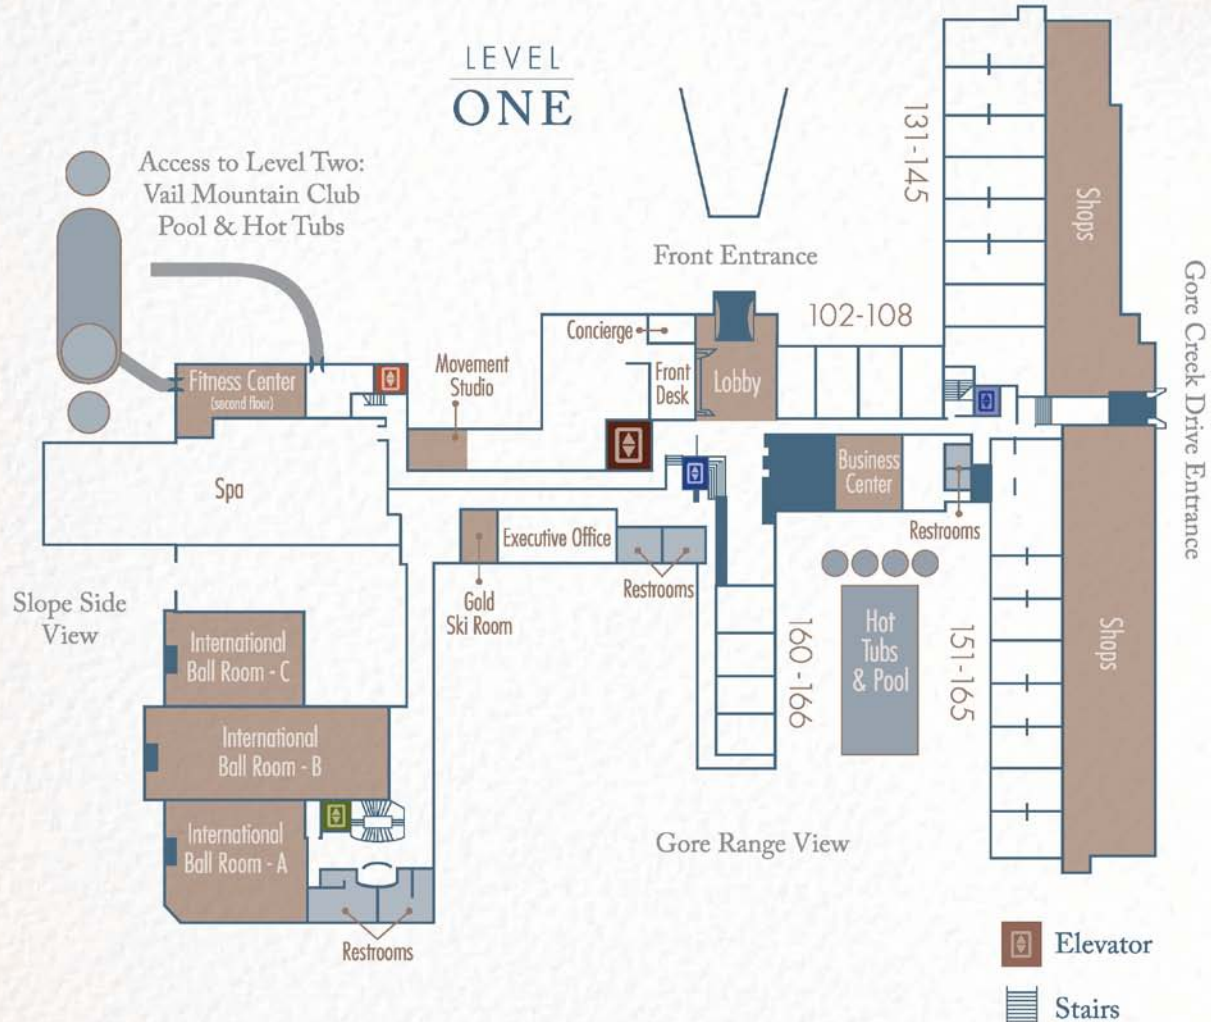 LEVEL
ONE
Access to Level Two:
Vail Mountain Club
Pool & Hot Tubs
131-145
Shops
Front Entrance
Gore Creek Drive Entrance
102-108
Concierge
Movement
Studio
Front
Desk
Lobby
Fitness Center
(second floor)
Business
Center
Spa
Restrooms
Executive Office
Restrooms
Slope Side
View
Gold
Ski Room
160-166
Hot
Tubs
& Pool
151-165
Shops
International
Ball Room - C
International
Ball Room - B
International
Ball Room - A
Gore Range View
Restrooms
Elevator
Stairs